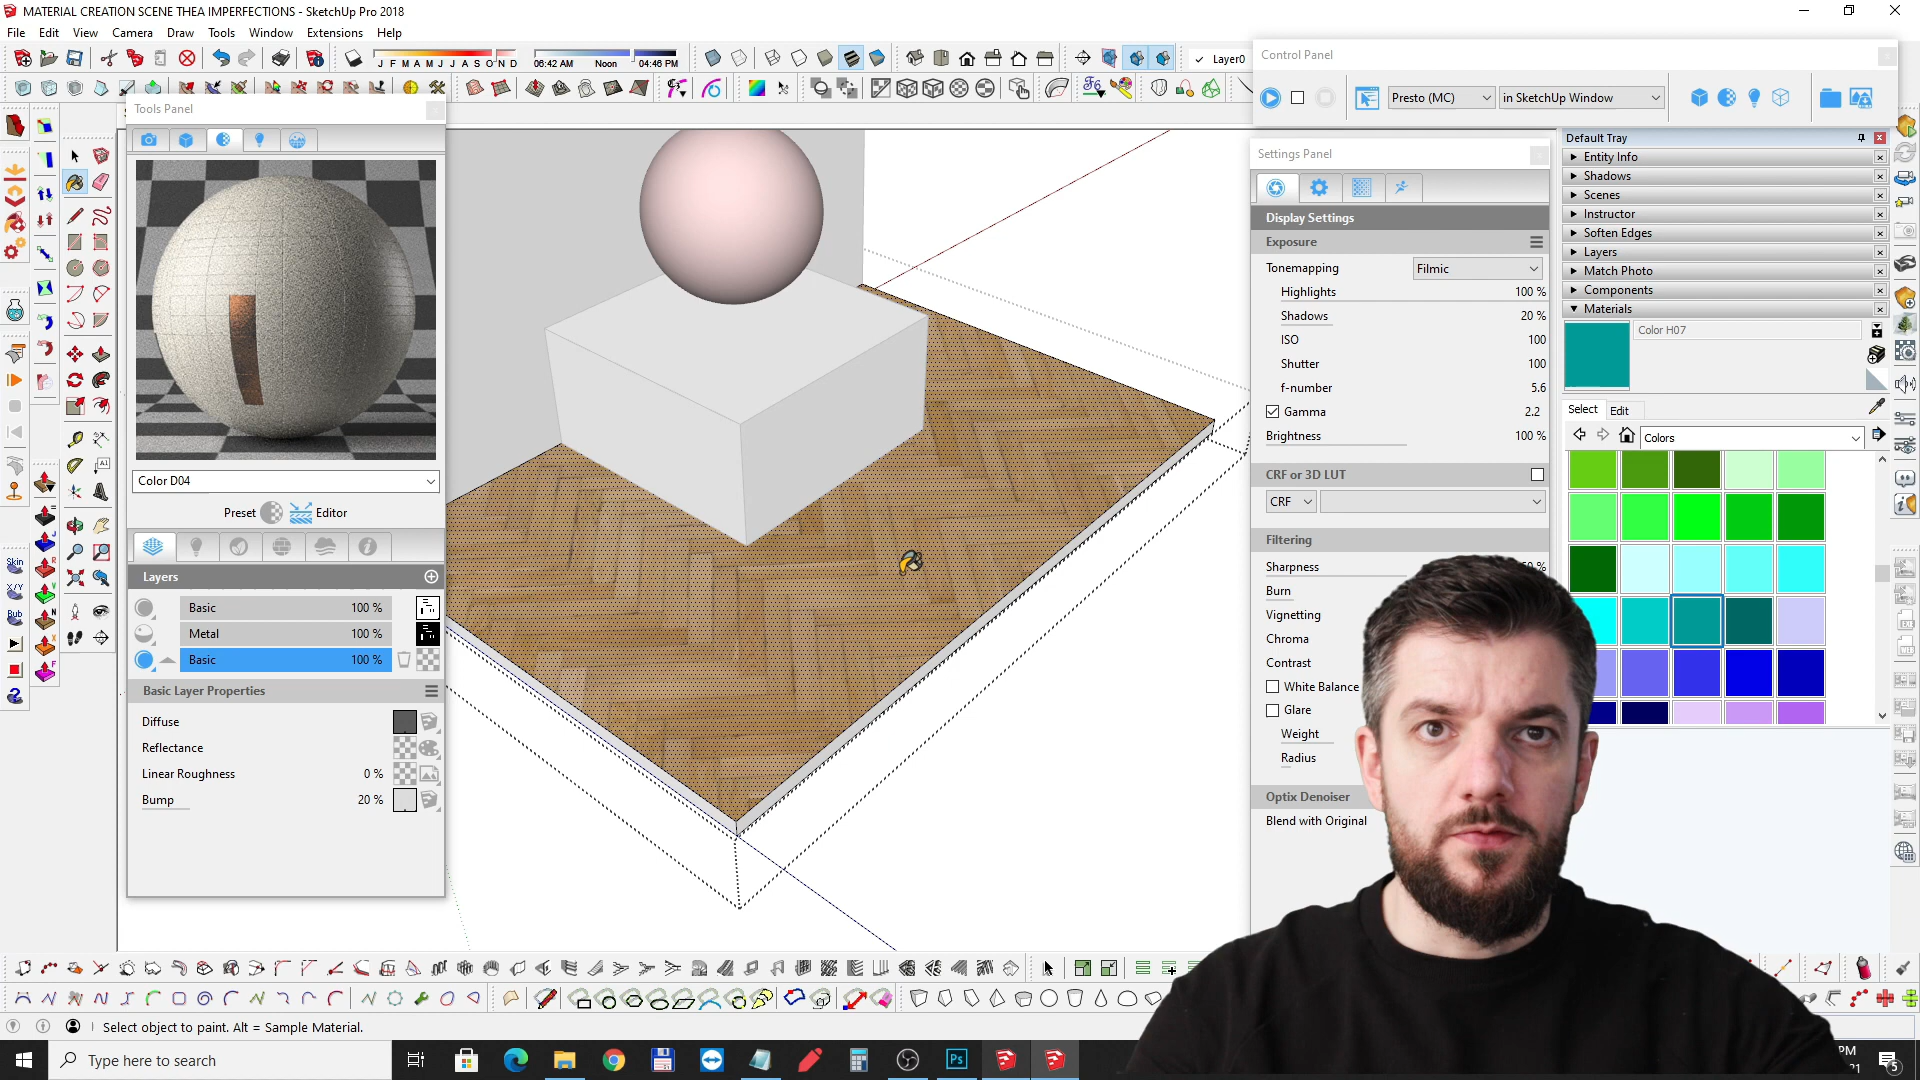 MATERIAL CREATION SCENE THEA IMPERFECTIONS - SketchUp Pro 2018
File Edit View Camera Draw Tools Window Extensions Help
J F M A M J J A S O N D
06:42 AM Noon 04:46 PM
Layer0
Control Panel
Presto (MC)
in SketchUp Window
Tools Panel
Color D04
Preset
Editor
Layers
Basic 100 %
Metal 100 %
Basic 100 %
Basic Layer Properties
Diffuse
Reflectance
Linear Roughness 0 %
Bump 20 %
Skin
X/Y
Bub
Settings Panel
Display Settings
Exposure
Tonemapping Filmic
Highlights 100 %
Shadows 20 %
ISO 100
Shutter 100
f-number 5.6
Gamma 2.2
Brightness 100 %
CRF or 3D LUT
CRF
Filtering
Sharpness
Burn
Vignetting
Chroma
Contrast
White Balance
Glare
Weight
Radius
Optix Denoiser
Blend with Original
Default Tray
Entity Info
Shadows
Scenes
Instructor
Soften Edges
Layers
Match Photo
Components
Materials
Color H07
Select Edit
Colors
Select object to paint. Alt = Sample Material.
Type here to search
Ps
PM
21
5